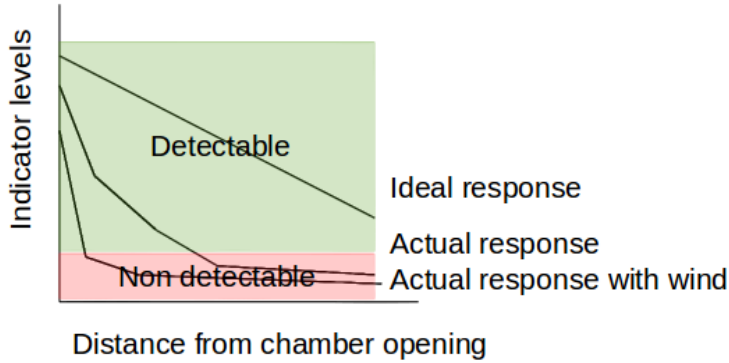 Indicator levels
Detectable
Ideal response
Actual response
Non detectable
Actual response with wind
Distance from chamber opening